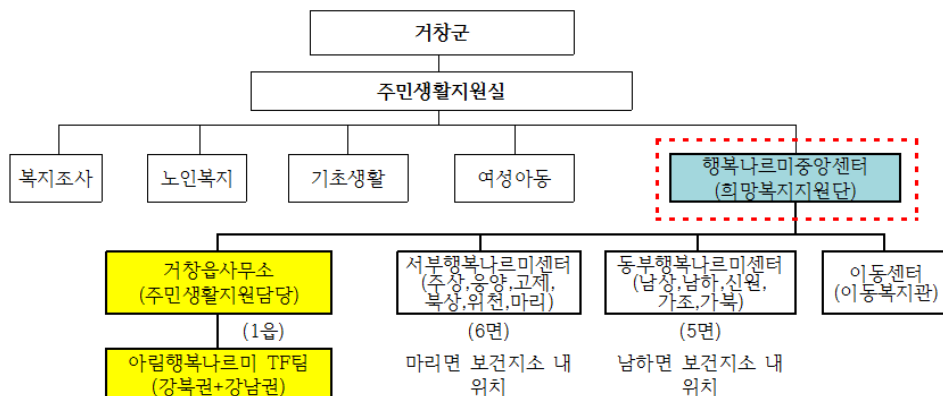 거창군
주민생활지원실
복지조사
노인복지
기초생활
여성아동
행복나르미중앙센터
(희망복지지원단)
거창읍사무소
(주민생활지원담당)
서부행복나르미센터
(주상,웅양,고제,
북상,위천,마리)
동부행복나르미센터
(남상,남하,신원,
가조,가북)
이동센터
(이동복지관)
(1읍)
(6면)
(5면)
아림행복나르미 TF팀
(강북권+강남권)
마리면 보건지소 내
위치
남하면 보건지소 내
위치